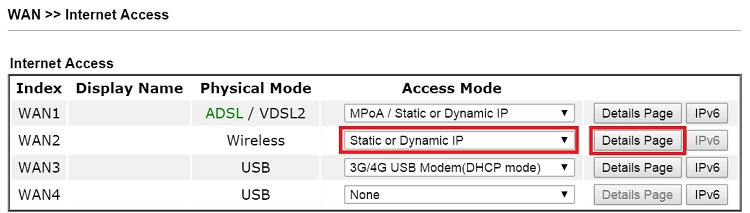 WAN >> Internet Access
Internet Access
Index Display Name Physical Mode Access Mode
WAN1 ADSL / VDSL2 MPoA / Static or Dynamic IP Details Page IPv6
WAN2 Wireless Static or Dynamic IP Details Page IPv6
WAN3 USB 3G/4G USB Modem(DHCP mode) Details Page IPv6
WAN4 USB None Details Page IPv6